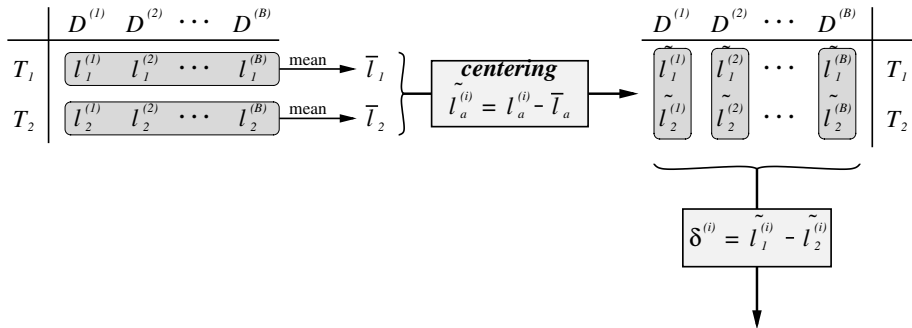 D^(1) D^(2) ··· D^(B)
T_1 l_1^(1) l_1^(2) ··· l_1^(B) mean l̅_1
T_2 l_2^(1) l_2^(2) ··· l_2^(B) mean l̅_2
centering
l̃_a^(i) = l_a^(i) - l̅_a
D^(1) D^(2) ··· D^(B)
l̃_1^(1) l̃_1^(2) ··· l̃_1^(B) T_1
l̃_2^(1) l̃_2^(2) ··· l̃_2^(B) T_2
δ^(i) = l̃_1^(i) - l̃_2^(i)